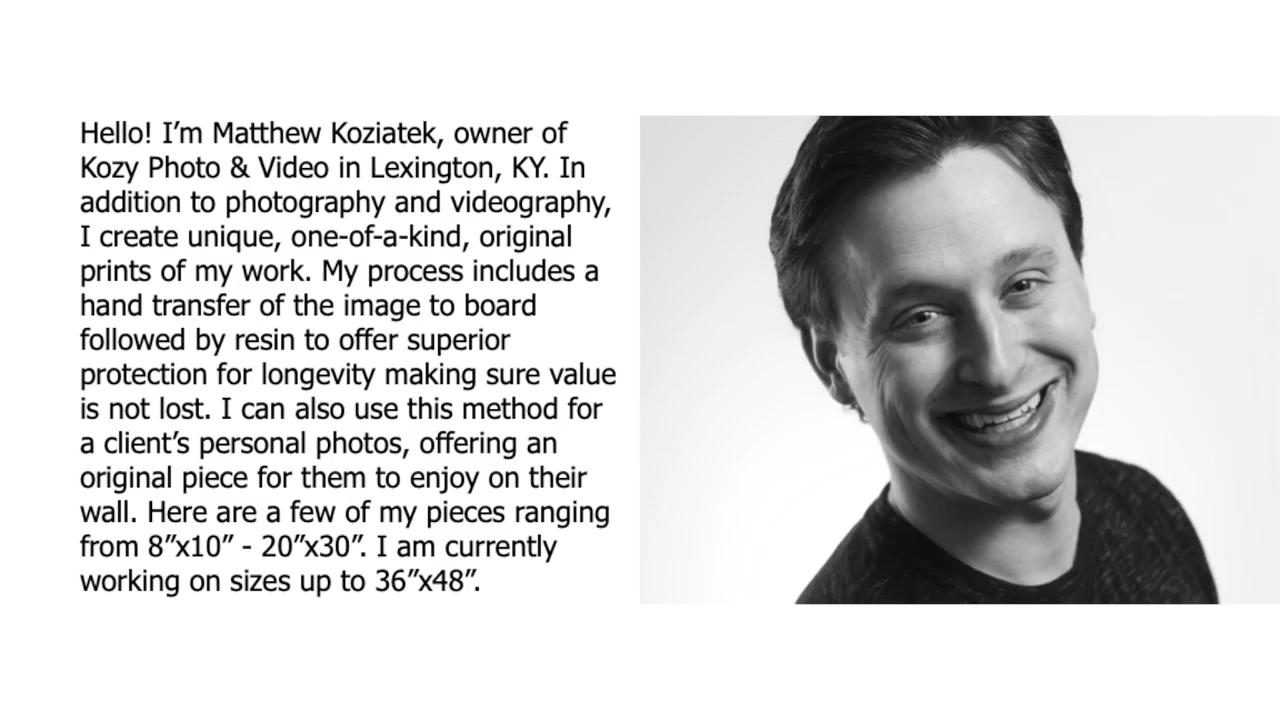 Hello! I’m Matthew Koziatek, owner of
Kozy Photo & Video in Lexington, KY. In
addition to photography and videography,
I create unique, one-of-a-kind, original
prints of my work. My process includes a
hand transfer of the image to board
followed by resin to offer superior
protection for longevity making sure value
is not lost. I can also use this method for
a client’s personal photos, offering an
original piece for them to enjoy on their
wall. Here are a few of my pieces ranging
from 8”x10” - 20”x30”. I am currently
working on sizes up to 36”x48”.